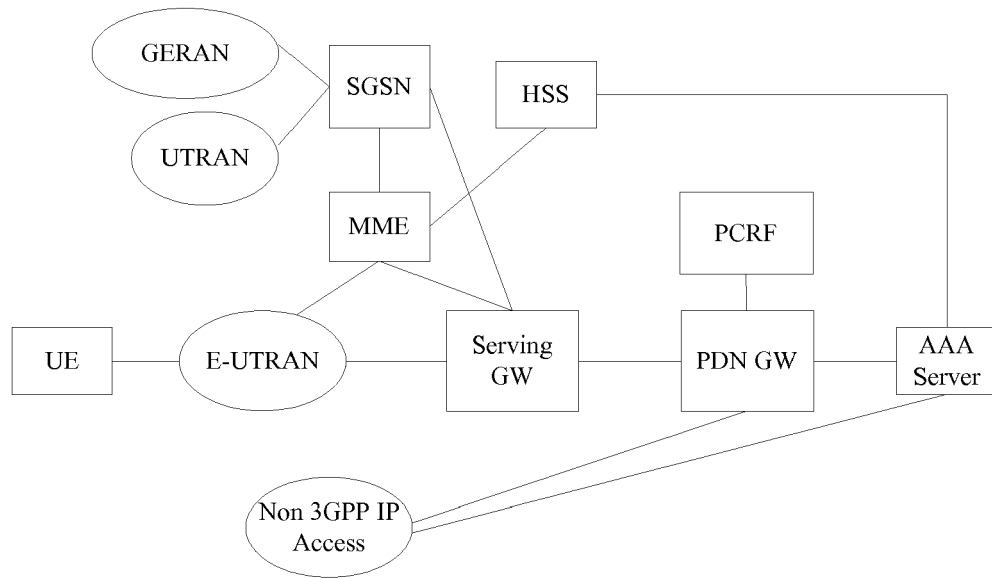 GERAN
SGSN
HSS
UTRAN
MME
PCRF
UE
E-UTRAN
Serving
GW
PDN GW
AAA
Server
Non 3GPP IP
Access